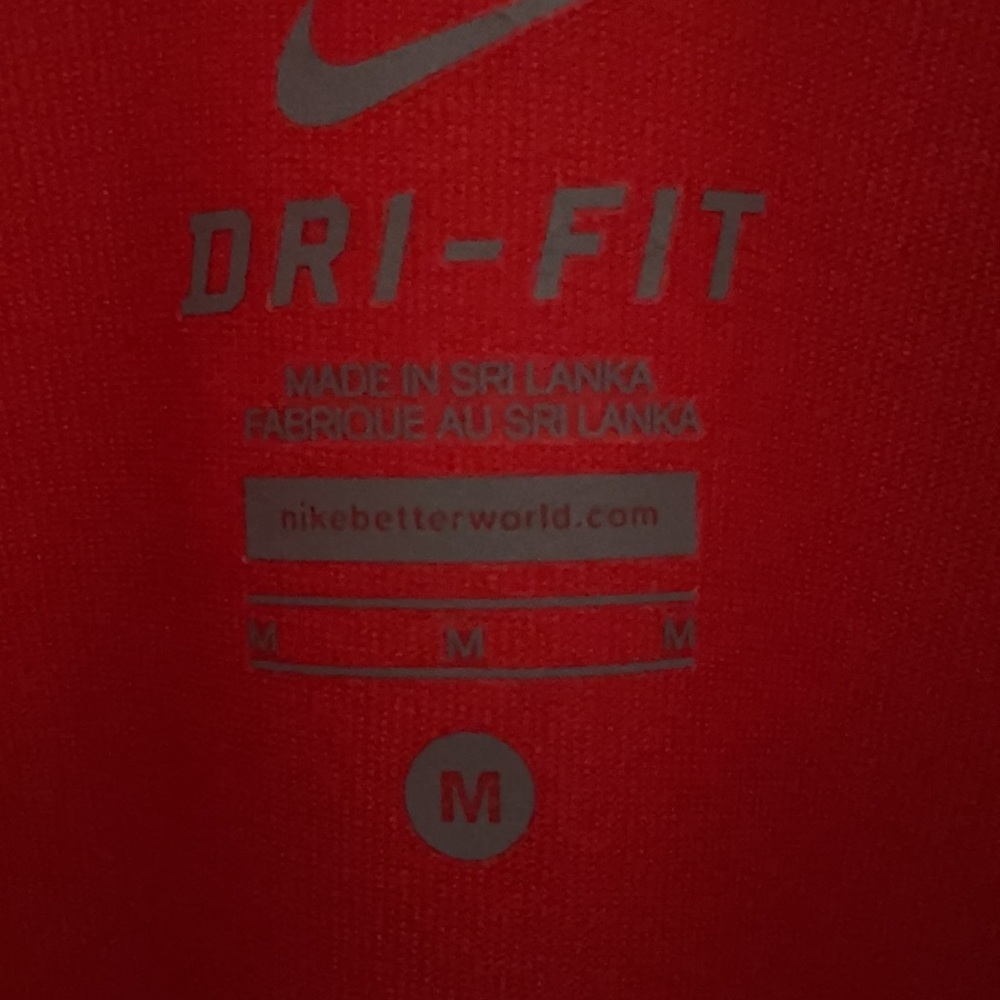 DRI-FIT
MADE IN SRI LANKA
FABRIQUE AU SRI LANKA
nikebetterworld.com
M M M
M